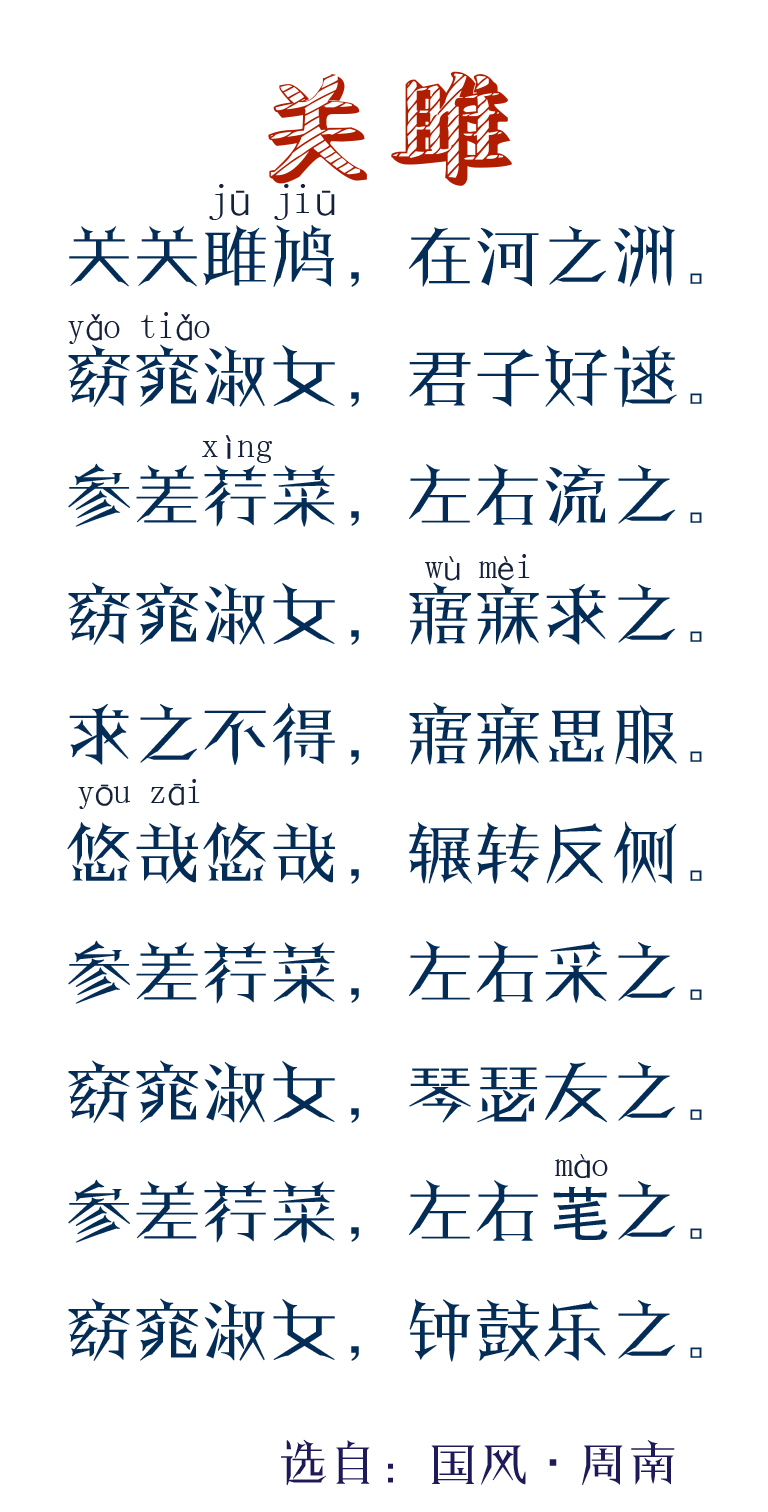 关雎
jū jiū
关关雎鸠，在河之洲。
yǎo tiǎo
窈窕淑女，君子好逑。
xìng
参差荇菜，左右流之。
wù mèi
窈窕淑女，寤寐求之。
求之不得，寤寐思服。
yōu zāi
悠哉悠哉，辗转反侧。
参差荇菜，左右采之。
窈窕淑女，琴瑟友之。
mào
参差荇菜，左右芼之。
窈窕淑女，钟鼓乐之。
选自：国风·周南